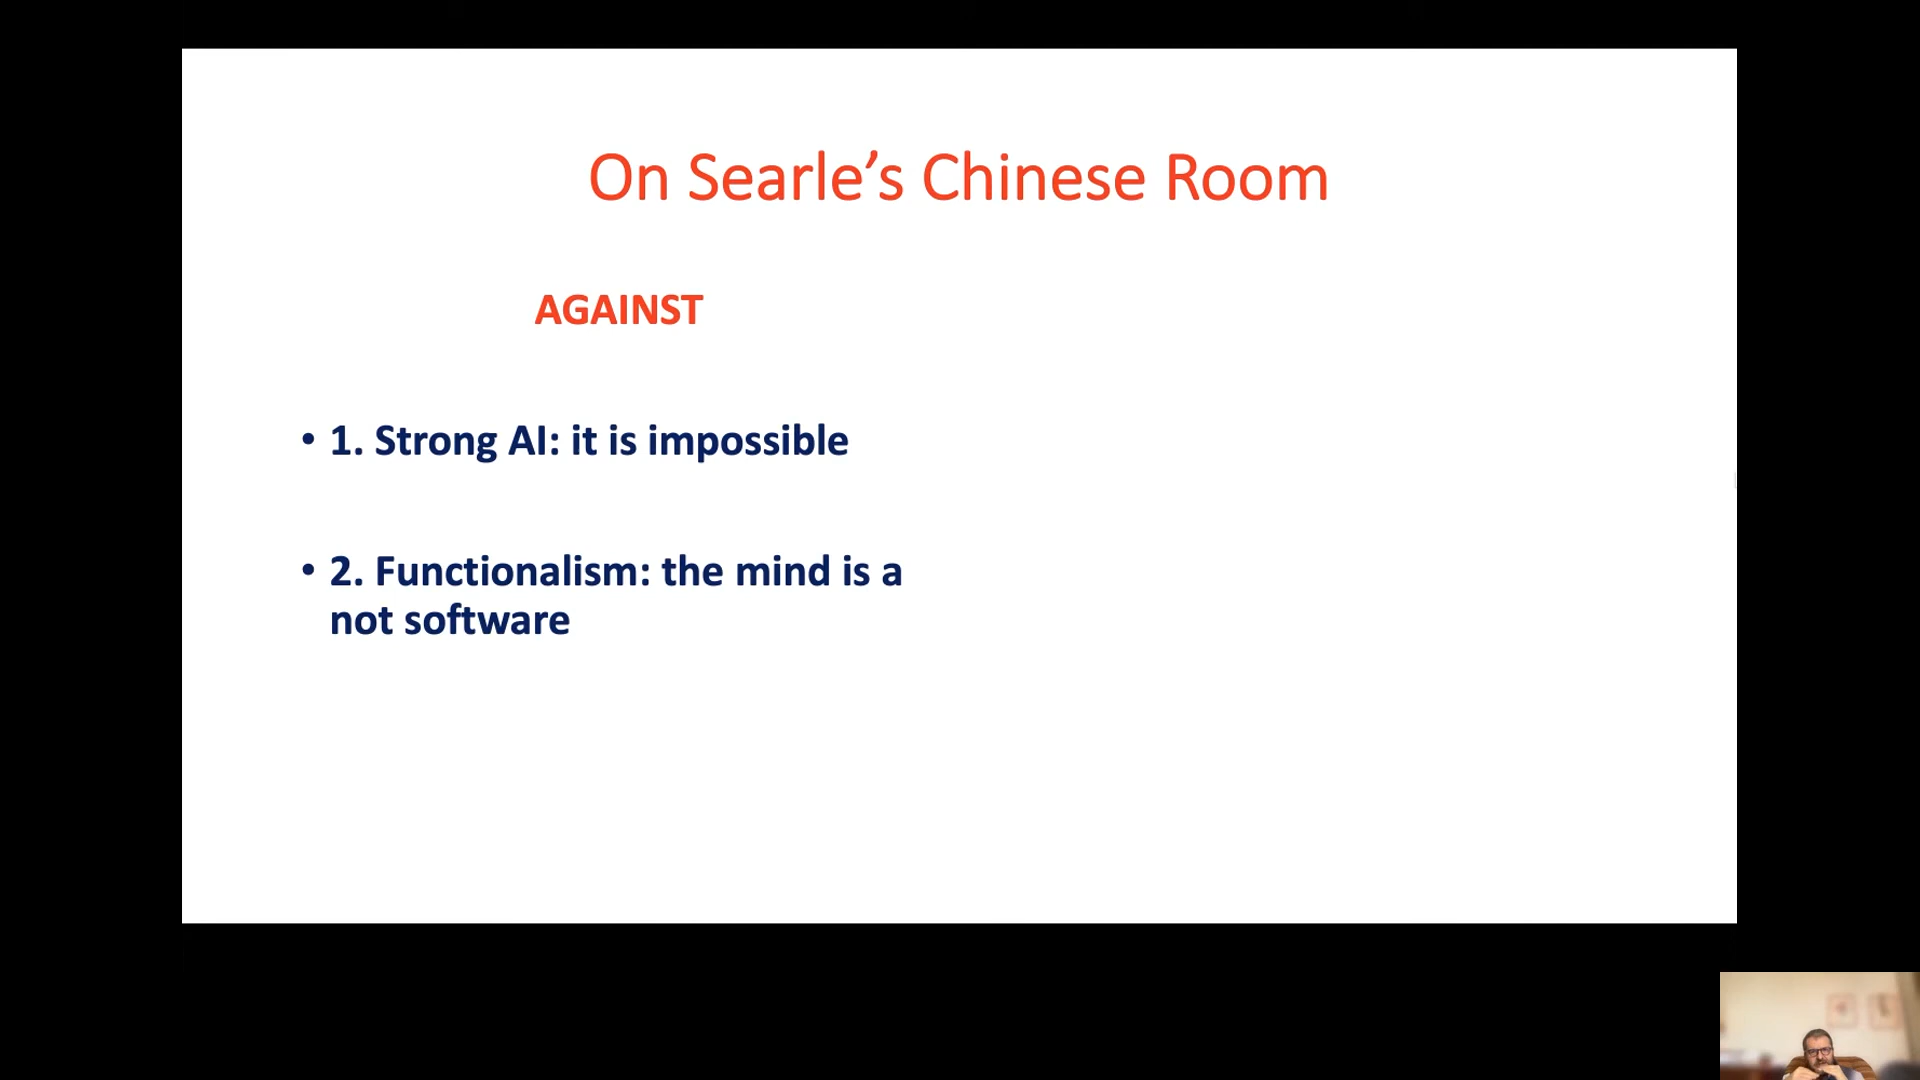 On Searle’s Chinese Room
AGAINST
• 1. Strong AI: it is impossible
• 2. Functionalism: the mind is a
not software